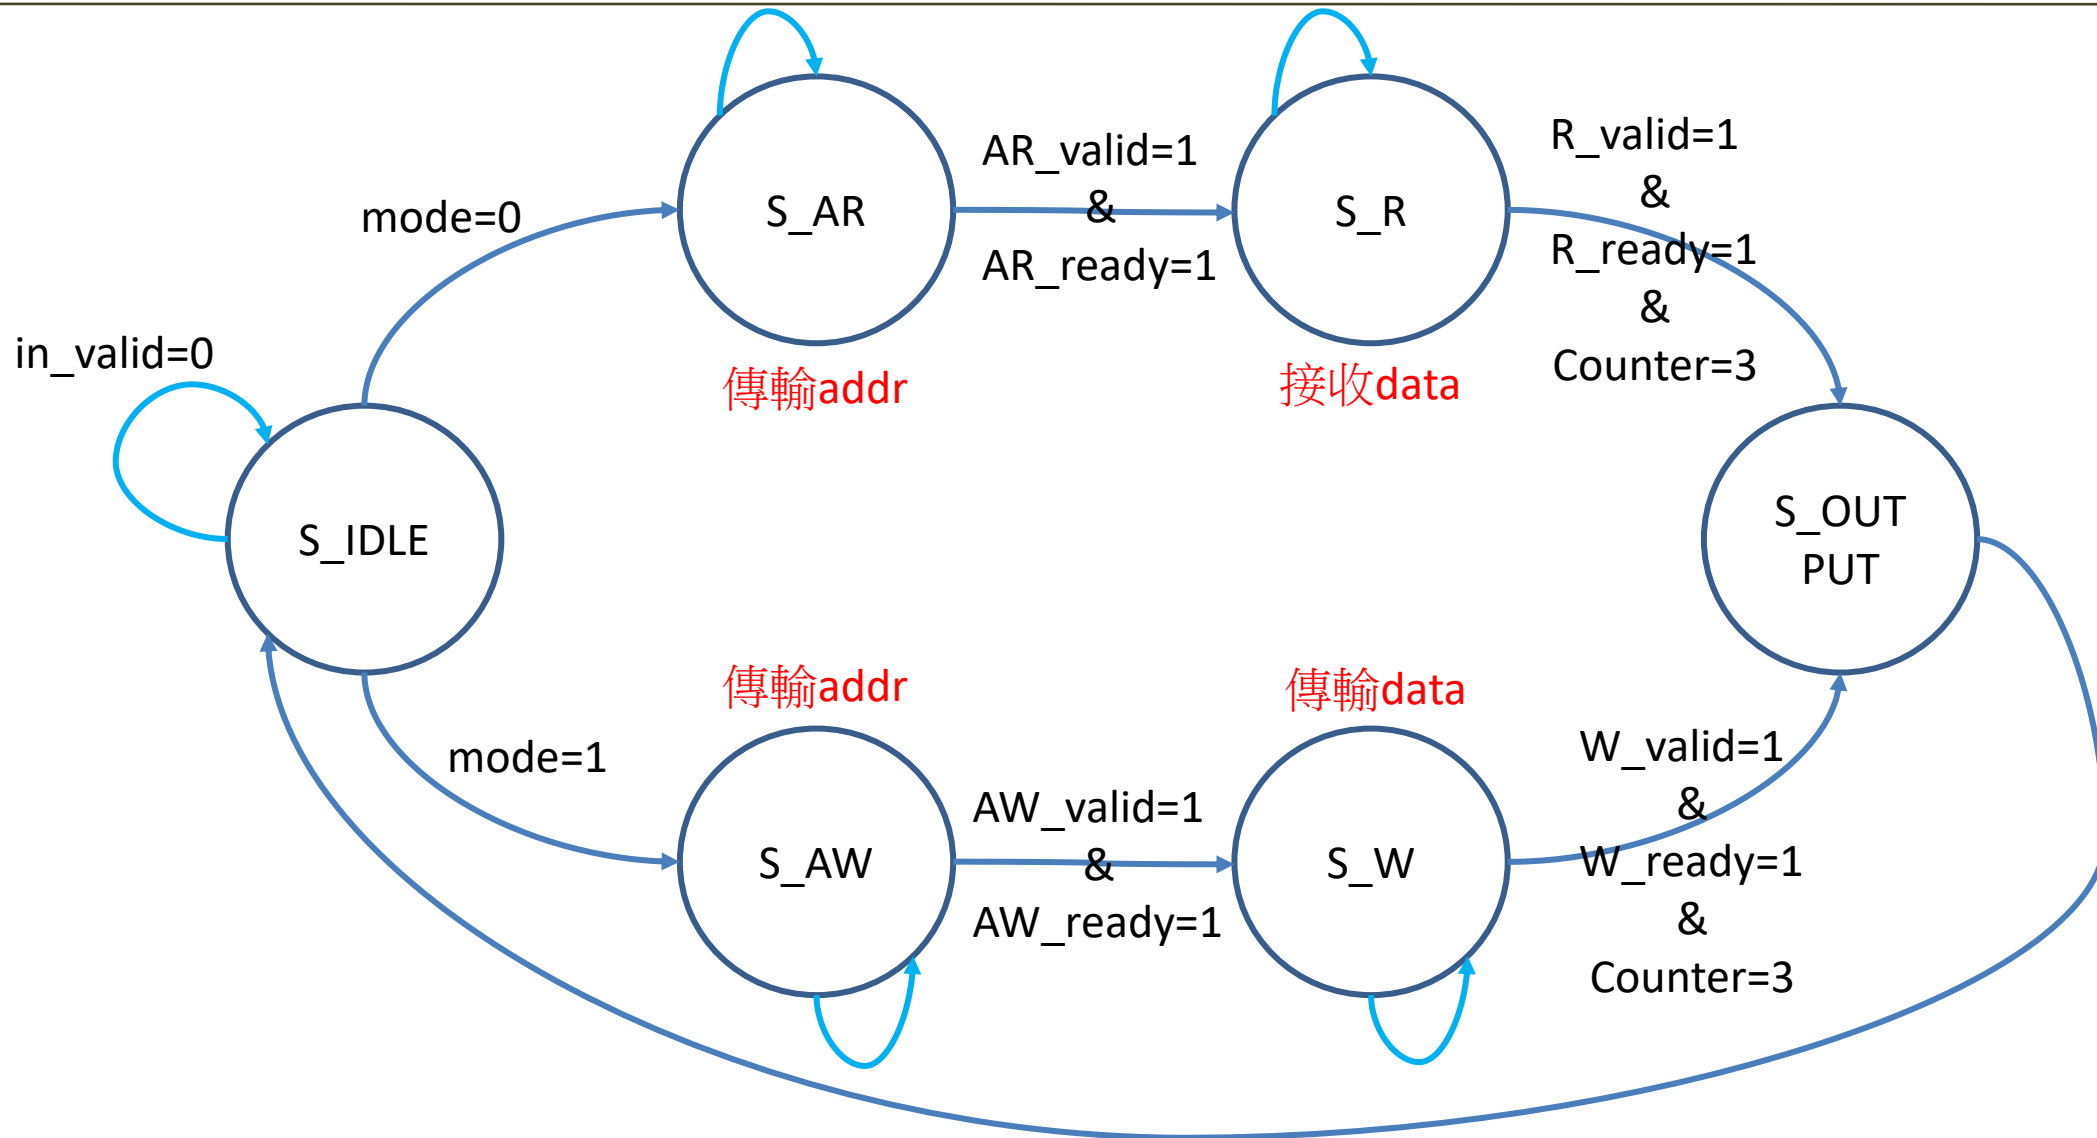 AR_valid=1
&
AR_ready=1
R_valid=1
&
R_ready=1
&
Counter=3
mode=0
S_AR
S_R
in_valid=0
傳輸addr
接收data
S_IDLE
S_OUT
PUT
傳輸addr
傳輸data
mode=1
AW_valid=1
&
AW_ready=1
W_valid=1
&
W_ready=1
&
Counter=3
S_AW
S_W